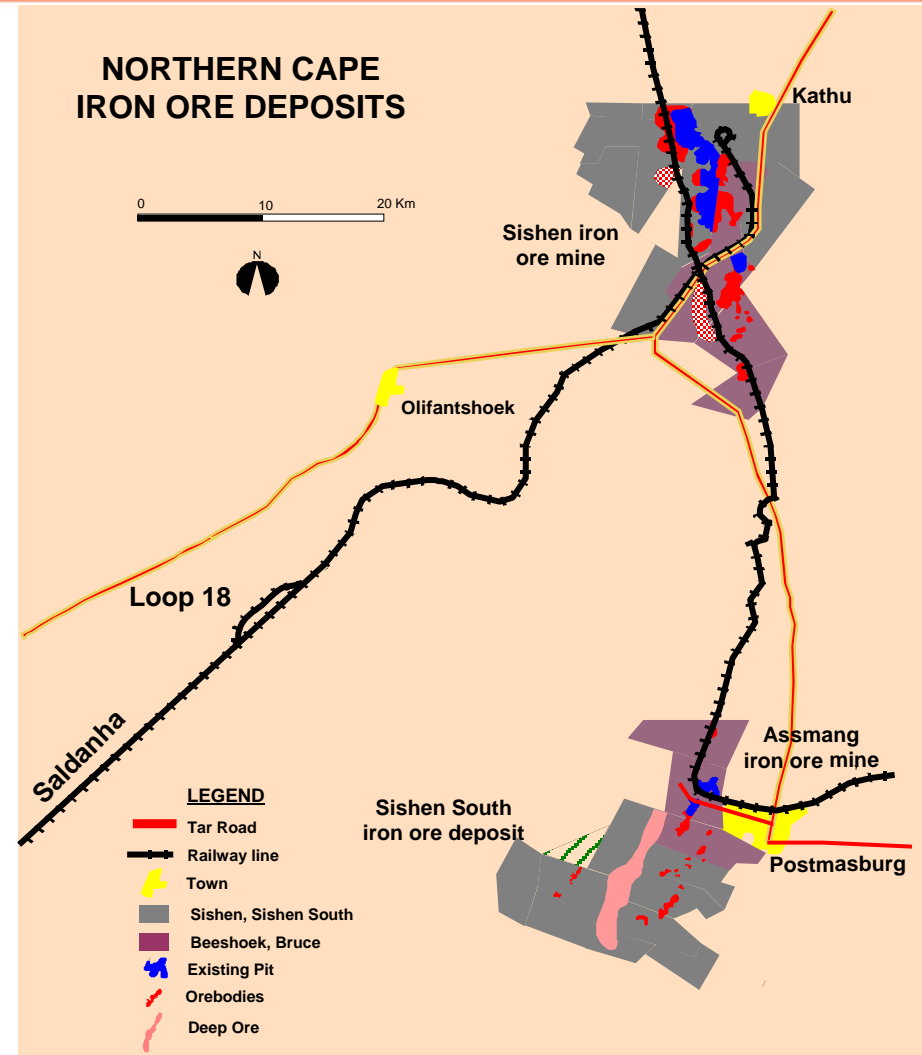 NORTHERN CAPE
IRON ORE DEPOSITS
Kathu
0 10 20 Km
Sishen iron
ore mine
N
Olifantshoek
Loop 18
Saldanha
Assmang
iron ore mine
Sishen South
iron ore deposit
Postmasburg
LEGEND
Tar Road
Railway line
Town
Sishen, Sishen South
Beeshoek, Bruce
Existing Pit
Orebodies
Deep Ore